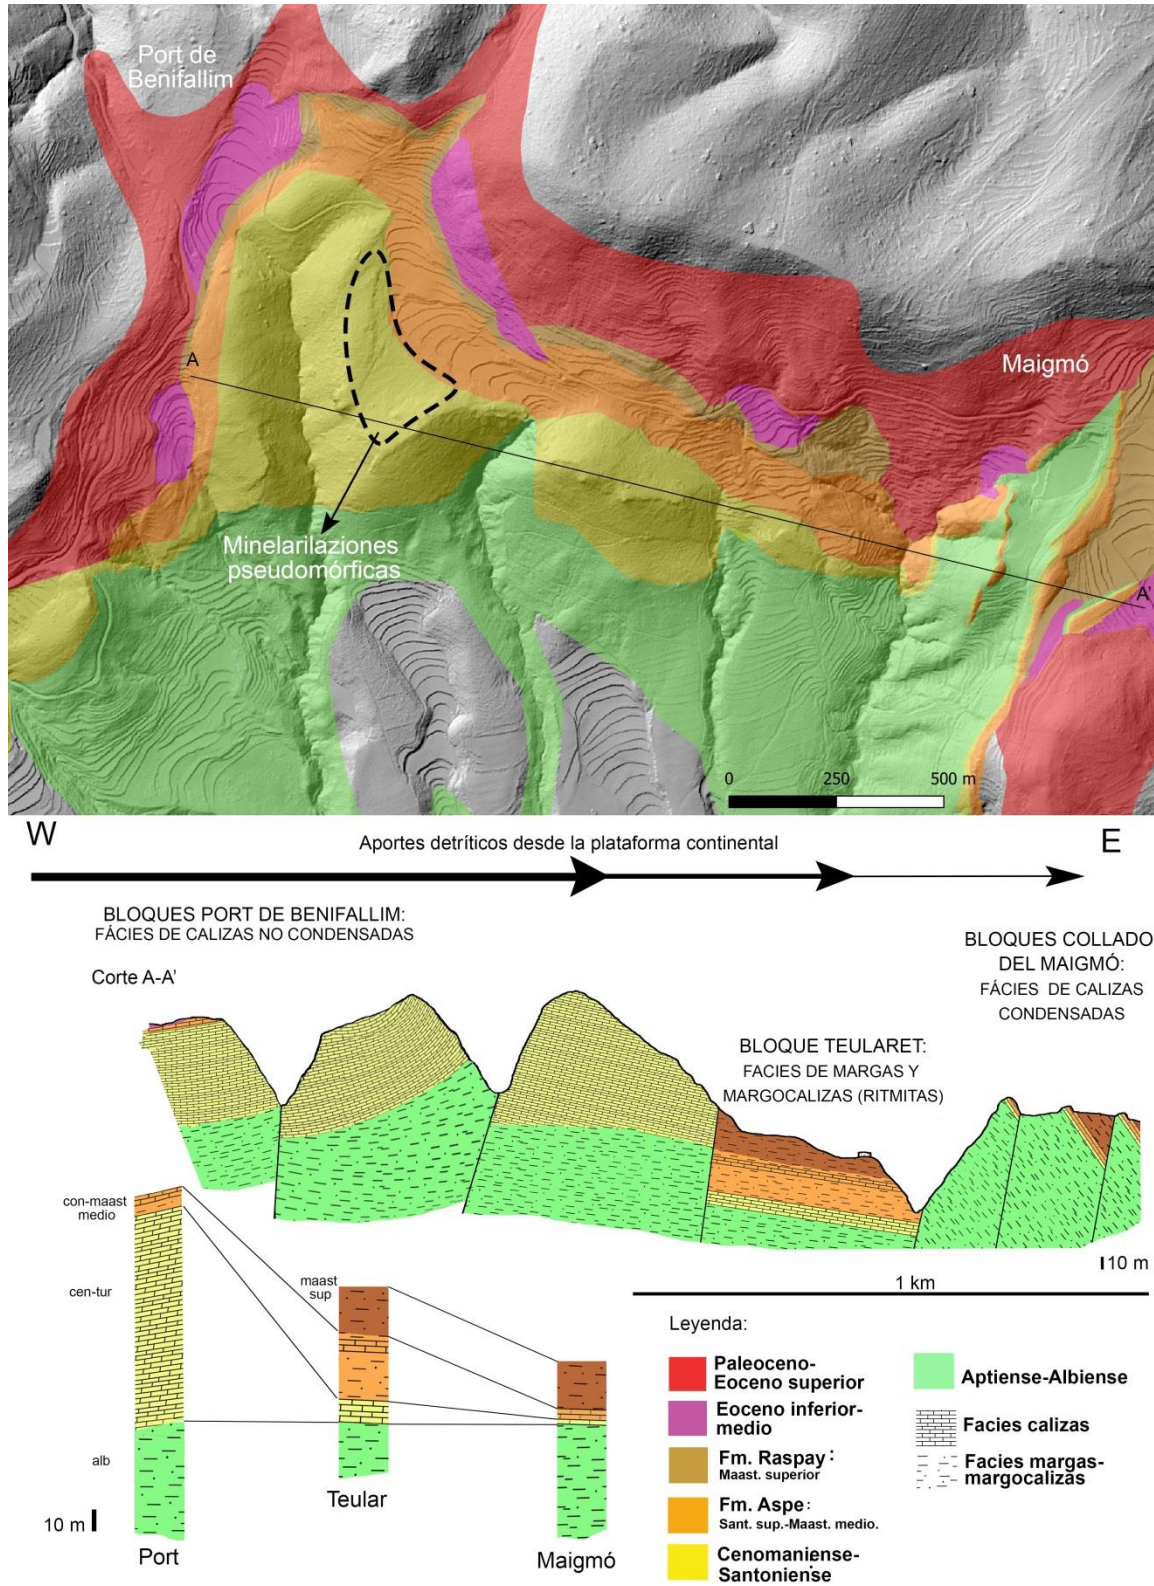 Port de
Benifallim
A
Maigmó
Minelarilaziones
pseudomórficas
A'
0 250 500 m
W
Aportes detríticos desde la plataforma continental
E
BLOQUES PORT DE BENIFALLIM:
FÁCIES DE CALIZAS NO CONDENSADAS
BLOQUES COLLADO
DEL MAIGMÓ:
FÁCIES DE CALIZAS
CONDENSADAS
Corte A-A'
BLOQUE TEULARET:
FACIES DE MARGAS Y
MARGOCALIZAS (RITMITAS)
con-maast
medio
cen-tur
alb
10 m
Port
maast
sup
Teular
Maigmó
10 m
1 km
Leyenda:
Paleoceno-
Eoceno superior
Eoceno inferior-
medio
Fm. Raspay:
Maast. superior
Fm. Aspe:
Sant. sup.-Maast. medio.
Cenomaniense-
Santoniense
Aptiense-Albiense
Facies calizas
Facies margas-
margocalizas